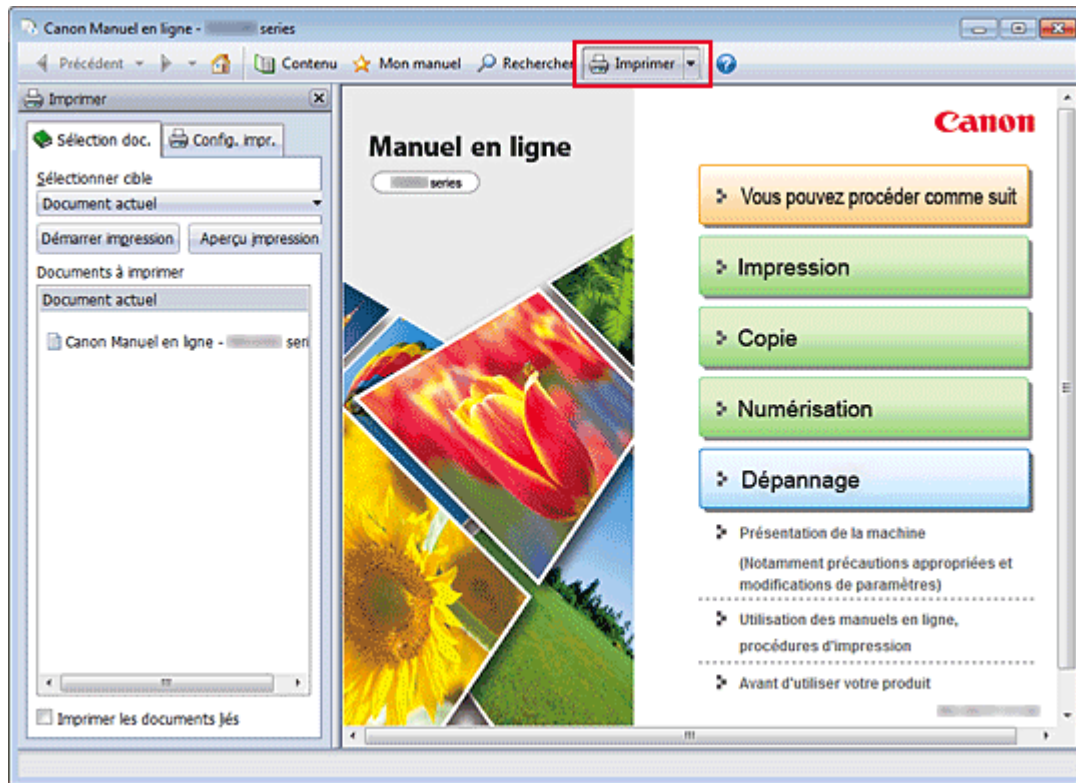 Canon Manuel en ligne - series
Précédent Contenu Mon manuel Rechercher Imprimer
Imprimer
Sélection doc. Config. impr.
Sélectionner cible
Document actuel
Démarrer impression Aperçu impression
Documents à imprimer
Document actuel
Canon Manuel en ligne - seri
Imprimer les documents liés
Manuel en ligne
series
Canon
Vous pouvez procéder comme suit
Impression
Copie
Numérisation
Dépannage
Présentation de la machine
(Notamment précautions appropriées et
modifications de paramètres)
Utilisation des manuels en ligne,
procédures d'impression
Avant d'utiliser votre produit